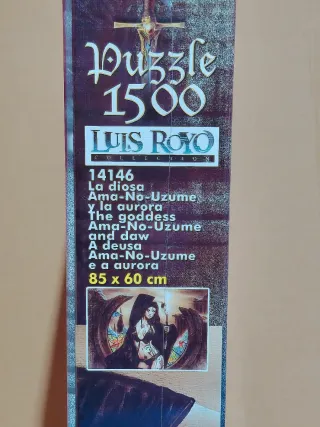 Puzzle
1500
LUIS ROYO
COLLECTION
14146
La diosa
Ama-No-Uzume
y la aurora
The goddess
Ama-No-Uzume
and daw
A deusa
Ama-No-Uzume
e a aurora
85 x 60 cm